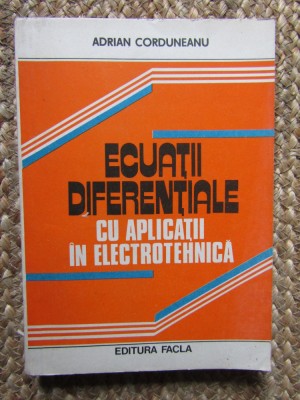 ADRIAN CORDUNEANU
ECUAȚII
DIFERENȚIALE
CU APLICAȚII
ÎN ELECTROTEHNICĂ
EDITURA FACLA